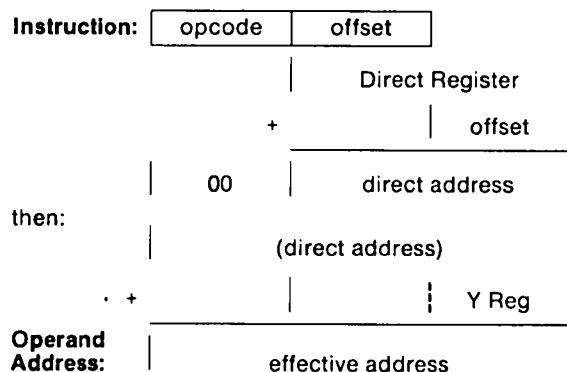 Instruction: opcode offset
Direct Register
+ offset
00 direct address
then:
(direct address)
+ Y Reg
Operand
Address: effective address